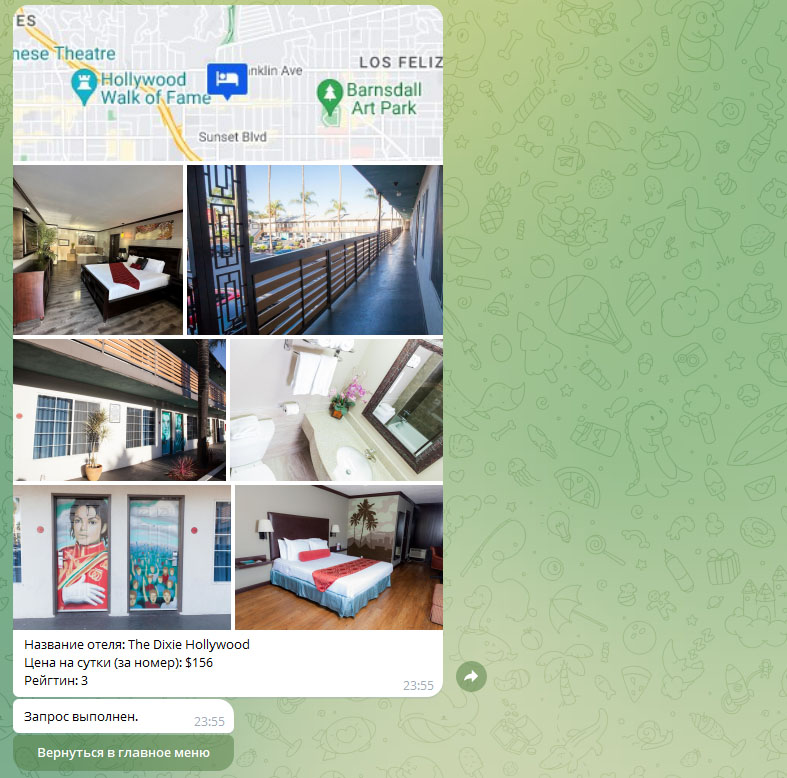 ES
nese Theatre
Hollywood
Walk of Fame
nklin Ave
LOS FELIZ
Barnsdall
Art Park
Sunset Blvd
Название отеля: The Dixie Hollywood
Цена на сутки (за номер): $156
Рейгтин: 3
23:55
Запрос выполнен.
23:55
Вернуться в главное меню